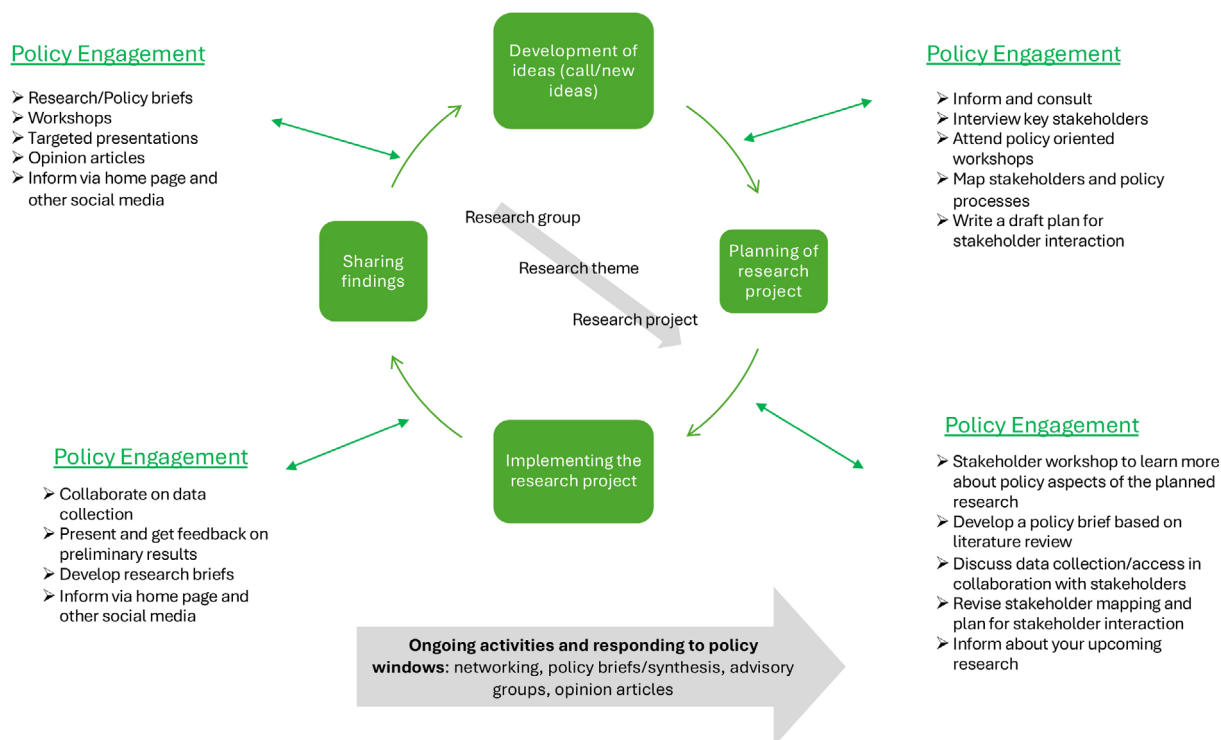 Policy Engagement
➢ Research/Policy briefs
➢ Workshops
➢ Targeted presentations
➢ Opinion articles
➢ Inform via home page and
other social media
Development of
ideas (call/new
ideas)
Policy Engagement
➢ Inform and consult
➢ Interview key stakeholders
➢ Attend policy oriented
workshops
➢ Map stakeholders and policy
processes
➢ Write a draft plan for
stakeholder interaction
Sharing
findings
Research group
Research theme
Research project
Planning of
research
project
Policy Engagement
➢ Collaborate on data
collection
➢ Present and get feedback on
preliminary results
➢ Develop research briefs
➢ Inform via home page and
other social media
Implementing the
research project
Policy Engagement
➢ Stakeholder workshop to learn more
about policy aspects of the planned
research
➢ Develop a policy brief based on
literature review
➢ Discuss data collection/access in
collaboration with stakeholders
➢ Revise stakeholder mapping and
plan for stakeholder interaction
➢ Inform about your upcoming
research
Ongoing activities and responding to policy
windows: networking, policy briefs/synthesis, advisory
groups, opinion articles